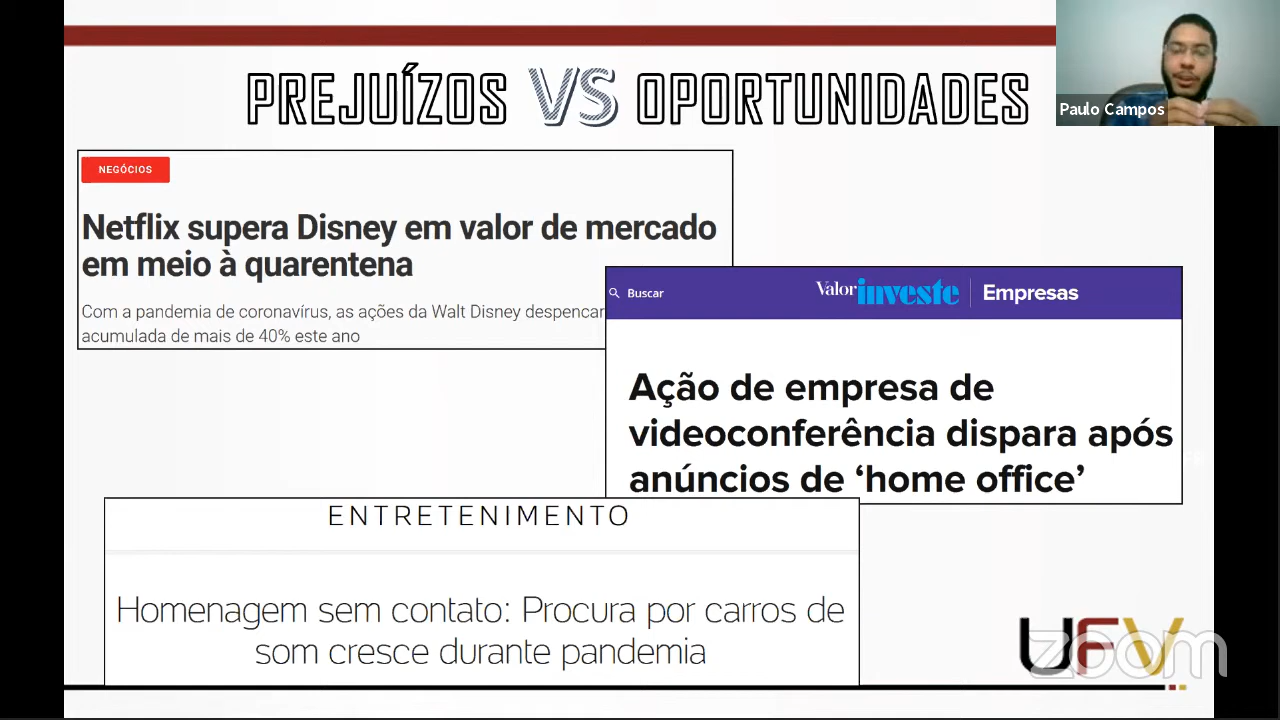 PREJUÍZOS VS OPORTUNIDADES
Paulo Campos
NEGÓCIOS
Netflix supera Disney em valor de mercado
em meio à quarentena
Com a pandemia de coronavírus, as ações da Walt Disney despencar
acumulada de mais de 40% este ano
Buscar
Valor investe
Empresas
Ação de empresa de
videoconferência dispara após
anúncios de ‘home office’
ENTRETENIMENTO
Homenagem sem contato: Procura por carros de
som cresce durante pandemia
UFV
zoom